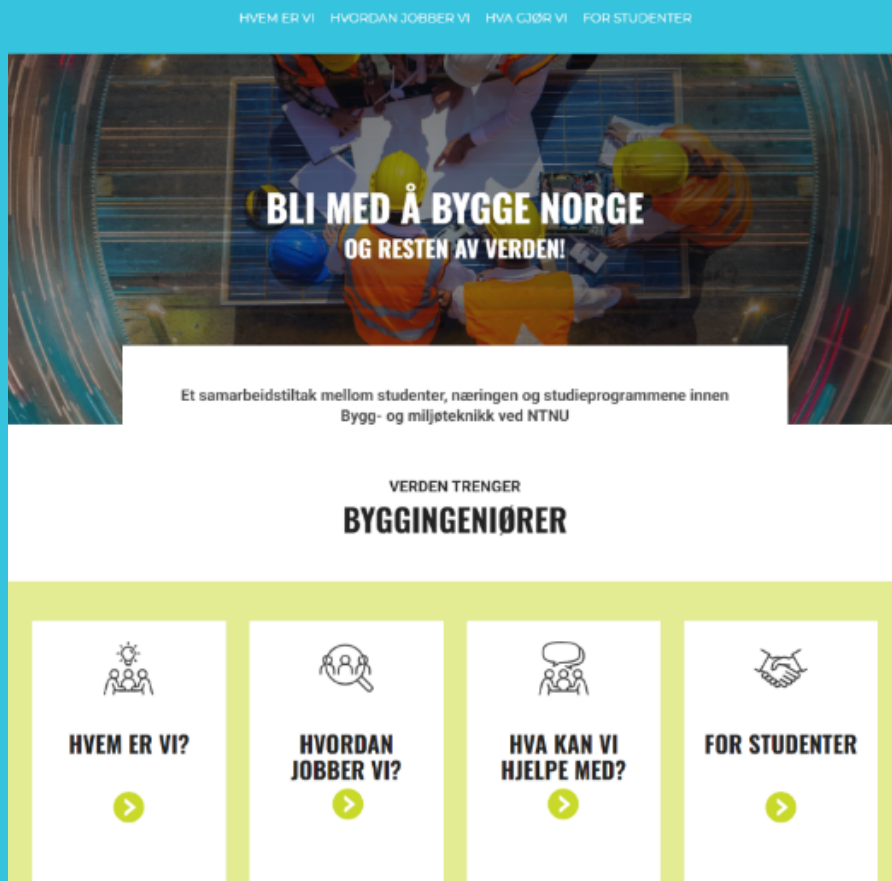 HVEM ER VI HVORDAN JOBBER VI HVA GJØR VI FOR STUDENTER
BLI MED Å BYGGE NORGE
OG RESTEN AV VERDEN!
Et samarbeidstiltak mellom studenter, næringen og studieprogrammene innen
Bygg- og miljøteknikk ved NTNU
VERDEN TRENGER
BYGGINGENIØRER
HVEM ER VI?
HVORDAN
JOBBER VI?
HVA KAN VI
HJELPE MED?
FOR STUDENTER